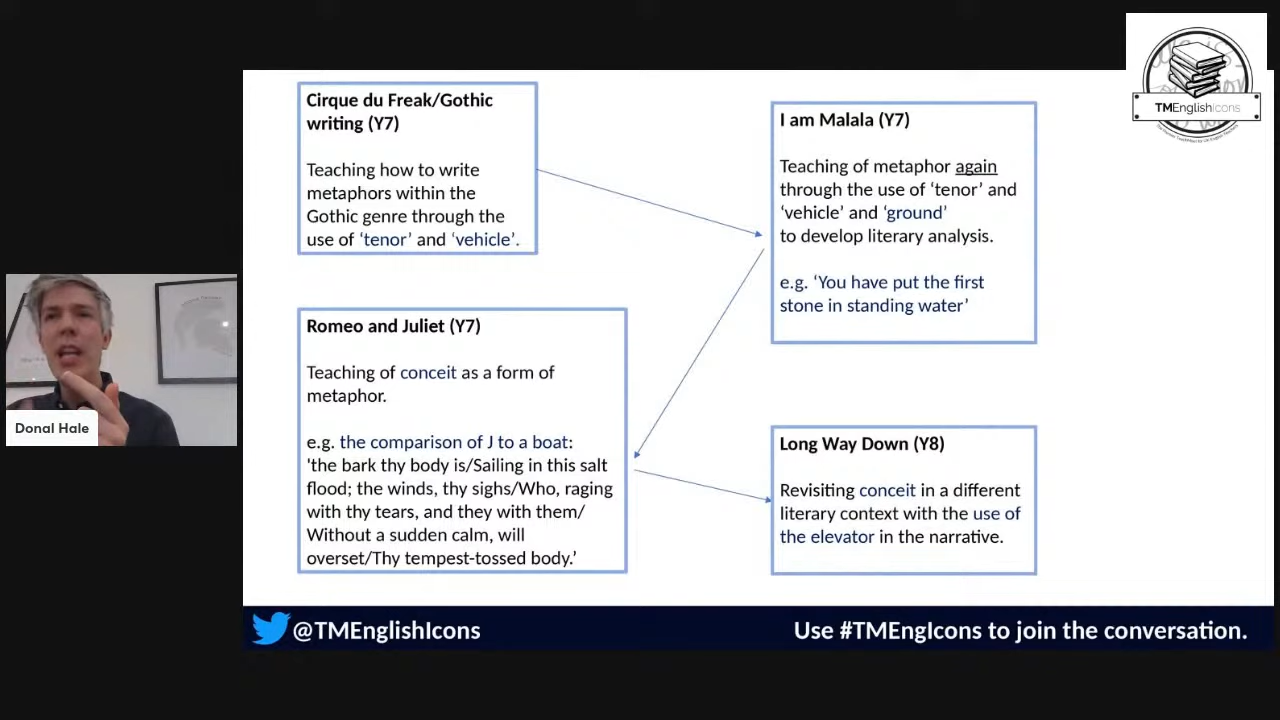 Cirque du Freak/Gothic
writing (Y7)
Teaching how to write
metaphors within the
Gothic genre through the
use of ‘tenor’ and ‘vehicle’.
I am Malala (Y7)
Teaching of metaphor again
through the use of ‘tenor’ and
‘vehicle’ and ‘ground’
to develop literary analysis.
e.g. ‘You have put the first
stone in standing water’
Romeo and Juliet (Y7)
Teaching of conceit as a form of
metaphor.
e.g. the comparison of J to a boat:
'the bark thy body is/Sailing in this salt
flood; the winds, thy sighs/Who, raging
with thy tears, and they with them/
Without a sudden calm, will
overset/Thy tempest-tossed body.’
Long Way Down (Y8)
Revisiting conceit in a different
literary context with the use of
the elevator in the narrative.
TMEnglishIcons
Donal Hale
@TMEnglishIcons
Use #TMEngIcons to join the conversation.